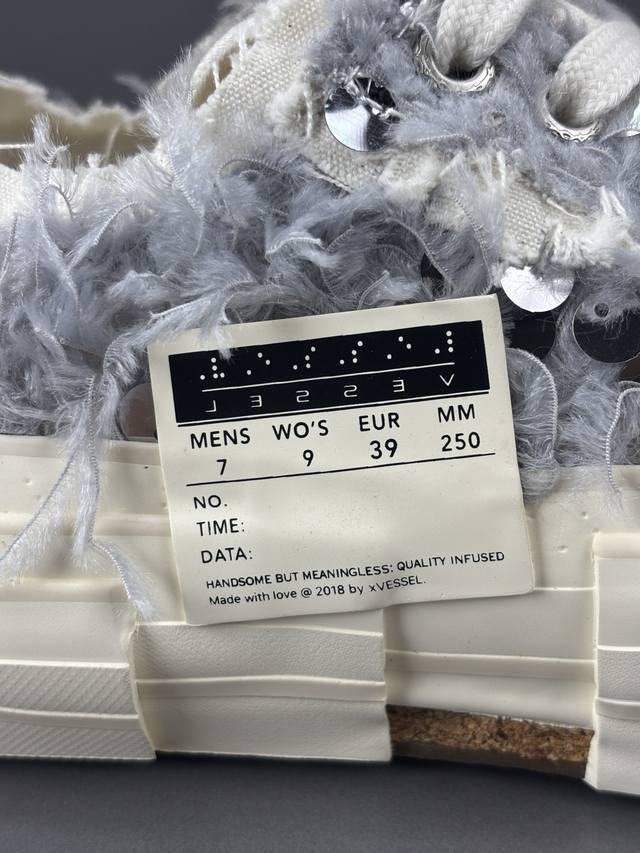 VESSEL
MENS WO'S EUR MM
7 9 39 250
NO.
TIME:
DATA:
HANDSOME BUT MEANINGLESS: QUALITY INFUSED
Made with love @ 2018 by xVESSEL.